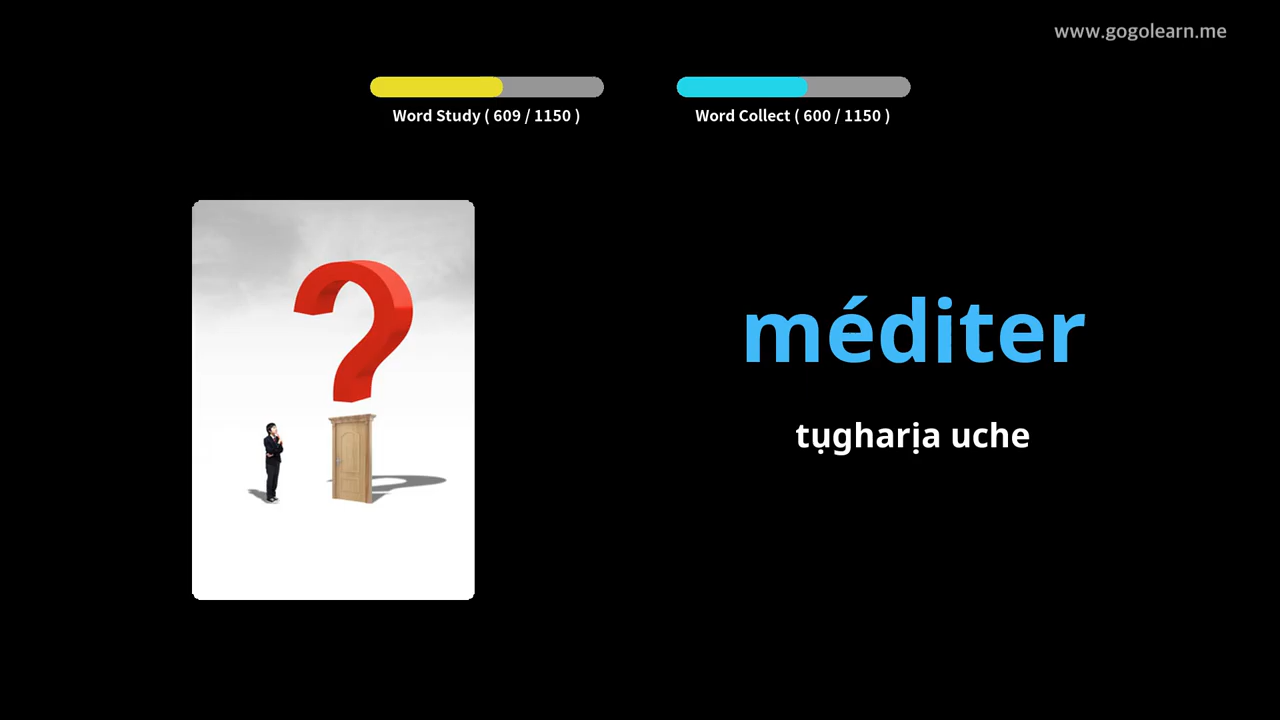 www.gogolearn.me
Word Study ( 609 / 1150 )
Word Collect ( 600 / 1150 )
méditer
tụgharịa uche